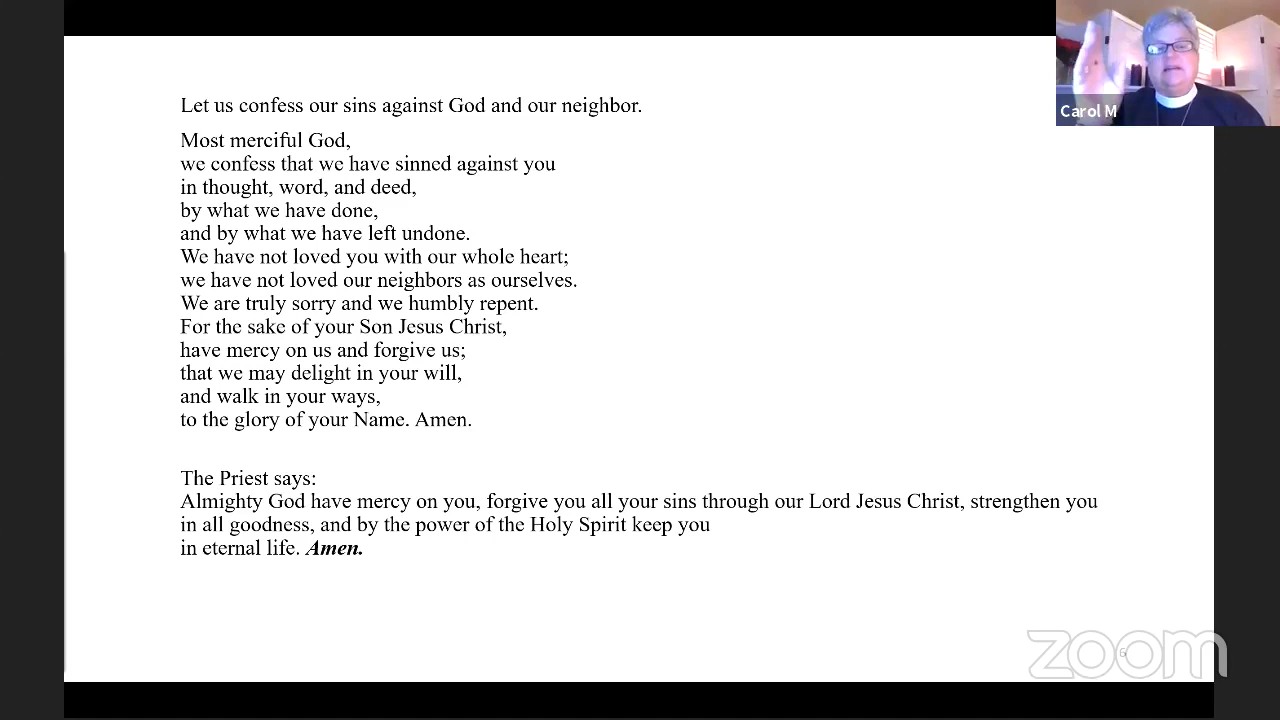 Let us confess our sins against God and our neighbor.
Most merciful God,
we confess that we have sinned against you
in thought, word, and deed,
by what we have done,
and by what we have left undone.
We have not loved you with our whole heart;
we have not loved our neighbors as ourselves.
We are truly sorry and we humbly repent.
For the sake of your Son Jesus Christ,
have mercy on us and forgive us;
that we may delight in your will,
and walk in your ways,
to the glory of your Name. Amen.
The Priest says:
Almighty God have mercy on you, forgive you all your sins through our Lord Jesus Christ, strengthen you
in all goodness, and by the power of the Holy Spirit keep you
in eternal life. Amen.
Carol M
zoom
6